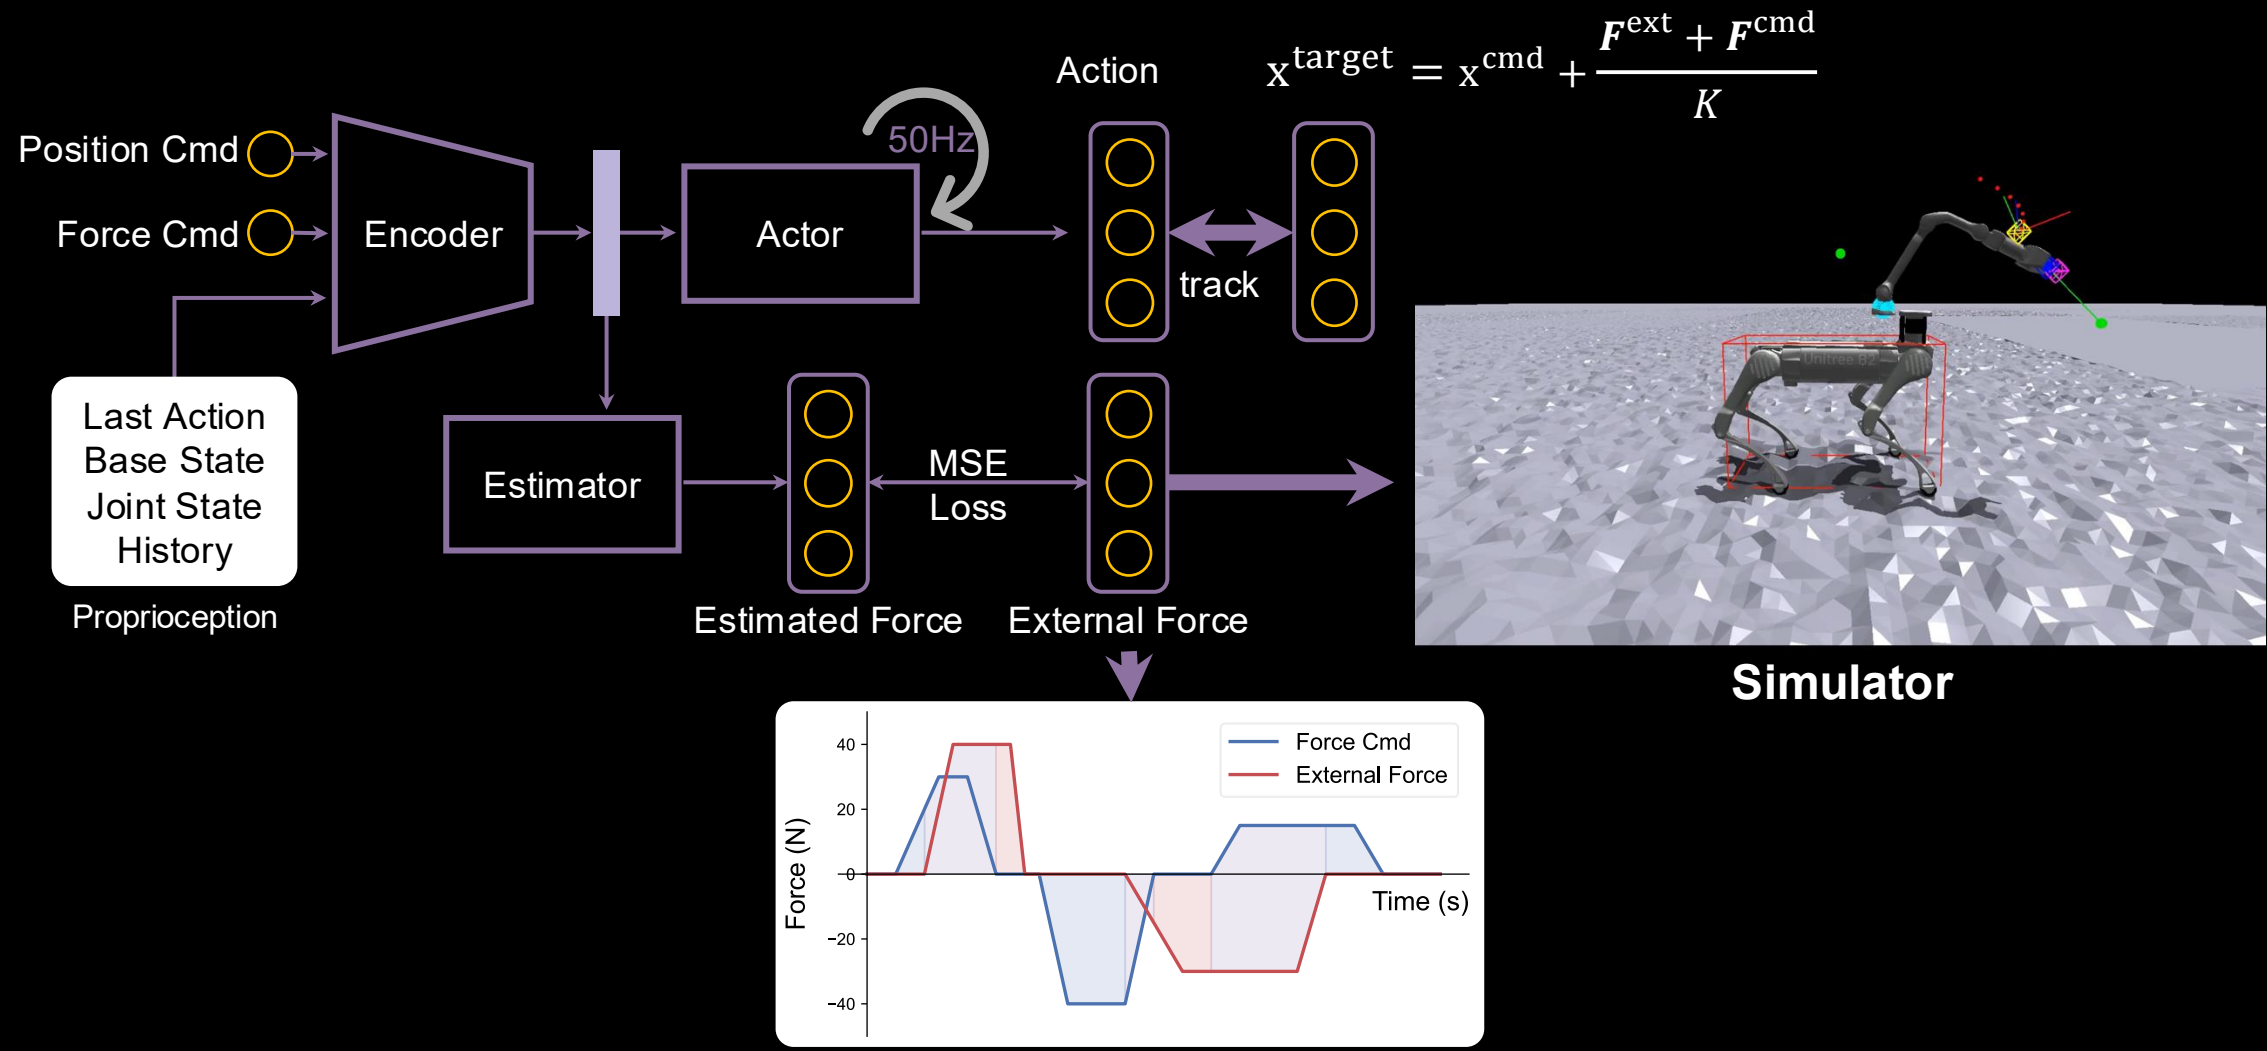 Action
x^target = x^cmd + (F^ext + F^cmd) / K
50Hz
Position Cmd
Force Cmd
Encoder
Actor
track
Last Action
Base State
Joint State
History
Proprioception
Estimator
MSE
Loss
Estimated Force
External Force
Unitree B2
Simulator
Force Cmd
External Force
Force (N)
40
20
0
−20
−40
Time (s)